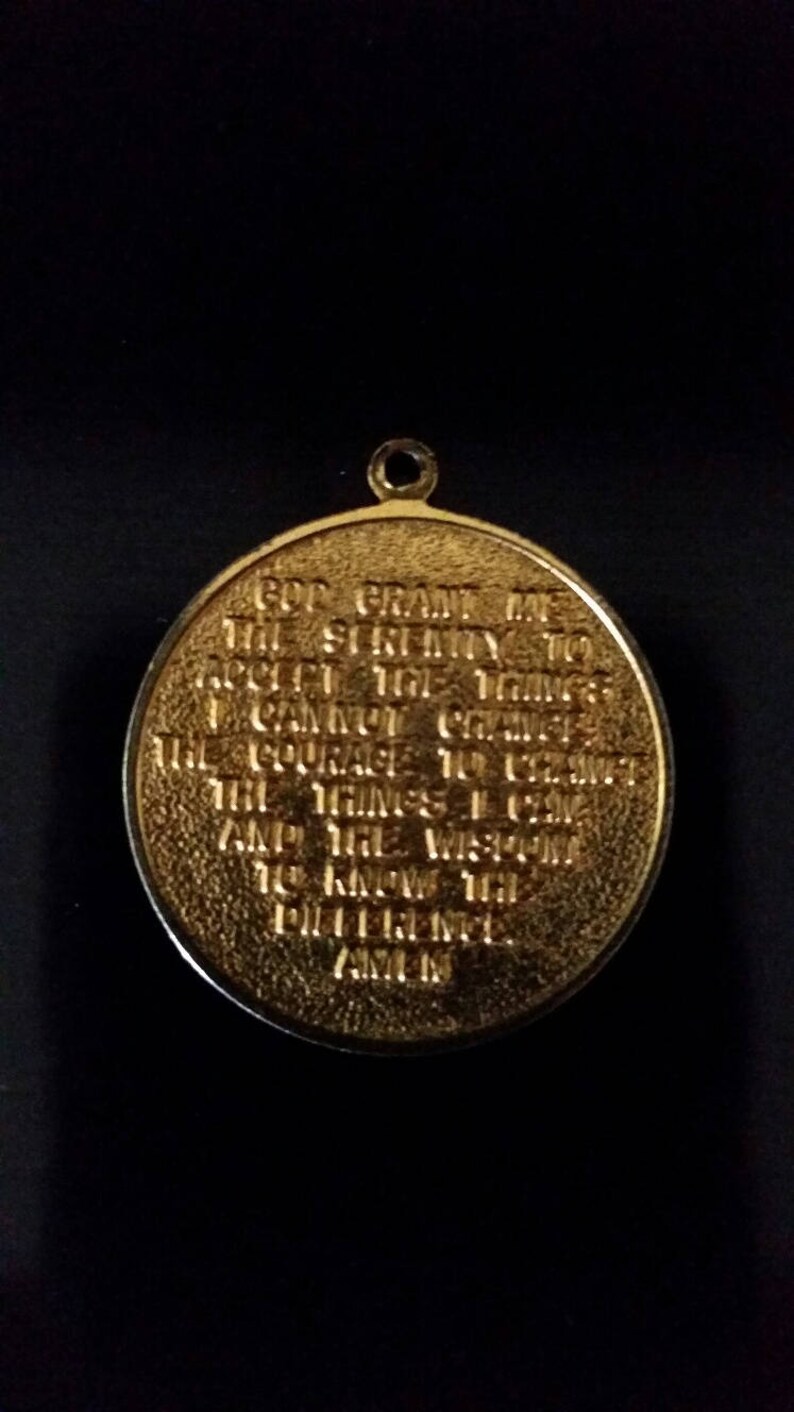 GOD GRANT ME
THE SERENITY TO
ACCEPT THE THINGS
I CANNOT CHANGE
THE COURAGE TO CHANGE
THE THINGS I CAN
AND THE WISDOM
TO KNOW THE
DIFFERENCE
AMEN